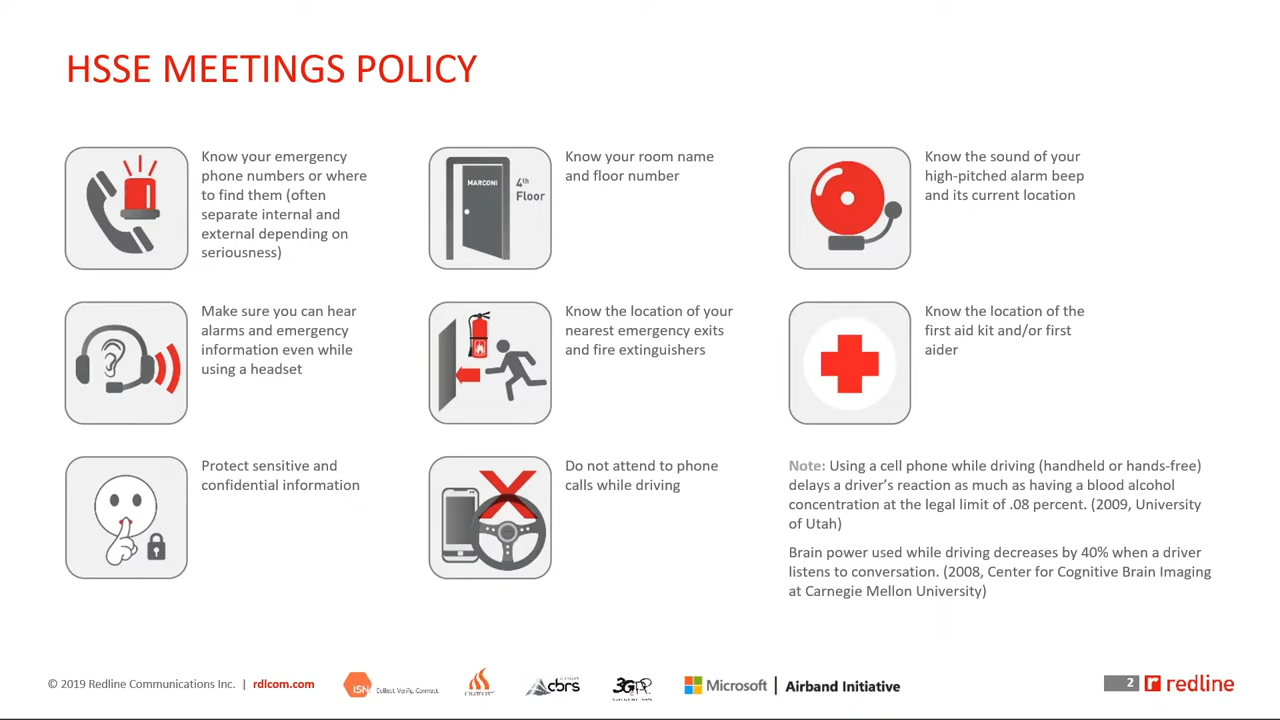 HSSE MEETINGS POLICY
Know your emergency
phone numbers or where
to find them (often
separate internal and
external depending on
seriousness)
MARCONI
4th
Floor
Know your room name
and floor number
Know the sound of your
high-pitched alarm beep
and its current location
Make sure you can hear
alarms and emergency
information even while
using a headset
Know the location of your
nearest emergency exits
and fire extinguishers
Know the location of the
first aid kit and/or first
aider
Protect sensitive and
confidential information
Do not attend to phone
calls while driving
Note: Using a cell phone while driving (handheld or hands-free)
delays a driver's reaction as much as having a blood alcohol
concentration at the legal limit of .08 percent. (2009, University
of Utah)
Brain power used while driving decreases by 40% when a driver
listens to conversation. (2008, Center for Cognitive Brain Imaging
at Carnegie Mellon University)
© 2019 Redline Communications Inc. | rdlcom.com
ISN Collect. Verify. Connect.
cbrs
3GPP
Microsoft | Airband Initiative
2
redline